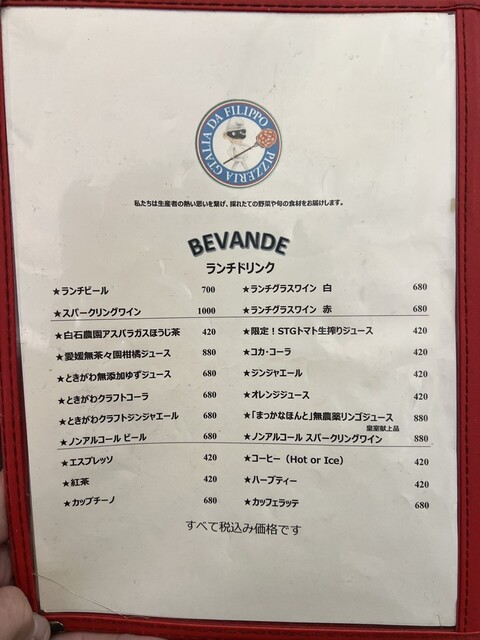 PIZZERIA GTALIA DA FILIPPO
私たちは生産者の熱い思いを繋げ、採れたての野菜や旬の食材をお届けします。
BEVANDE
ランチドリンク
★ランチビール 700 ★ランチグラスワイン 白 680
★スパークリングワイン 1000 ★ランチグラスワイン 赤 680
★白石農園アスパラガスほうじ茶 420 ★限定！STGトマト生搾りジュース 420
★愛媛無茶々園柑橘ジュース 880 ★コカ・コーラ 420
★ときがわ無添加ゆずジュース 680 ★ジンジャエール 420
★ときがわクラフトコーラ 680 ★オレンジジュース 420
★ときがわクラフトジンジャエール 680 ★「まっかなほんと」無農薬リンゴジュース 880
皇室献上品
★ノンアルコール ビール 680 ★ノンアルコール スパークリングワイン 880
★エスプレッソ 420 ★コーヒー（Hot or Ice） 420
★紅茶 420 ★ハーブティー 420
★カップチーノ 680 ★カッフェラッテ 680
すべて税込み価格です